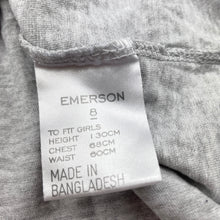 EMERSON
8
TO FIT GIRLS
HEIGHT 130CM
CHEST 68CM
WAIST 60CM
MADE IN
BANGLADESH